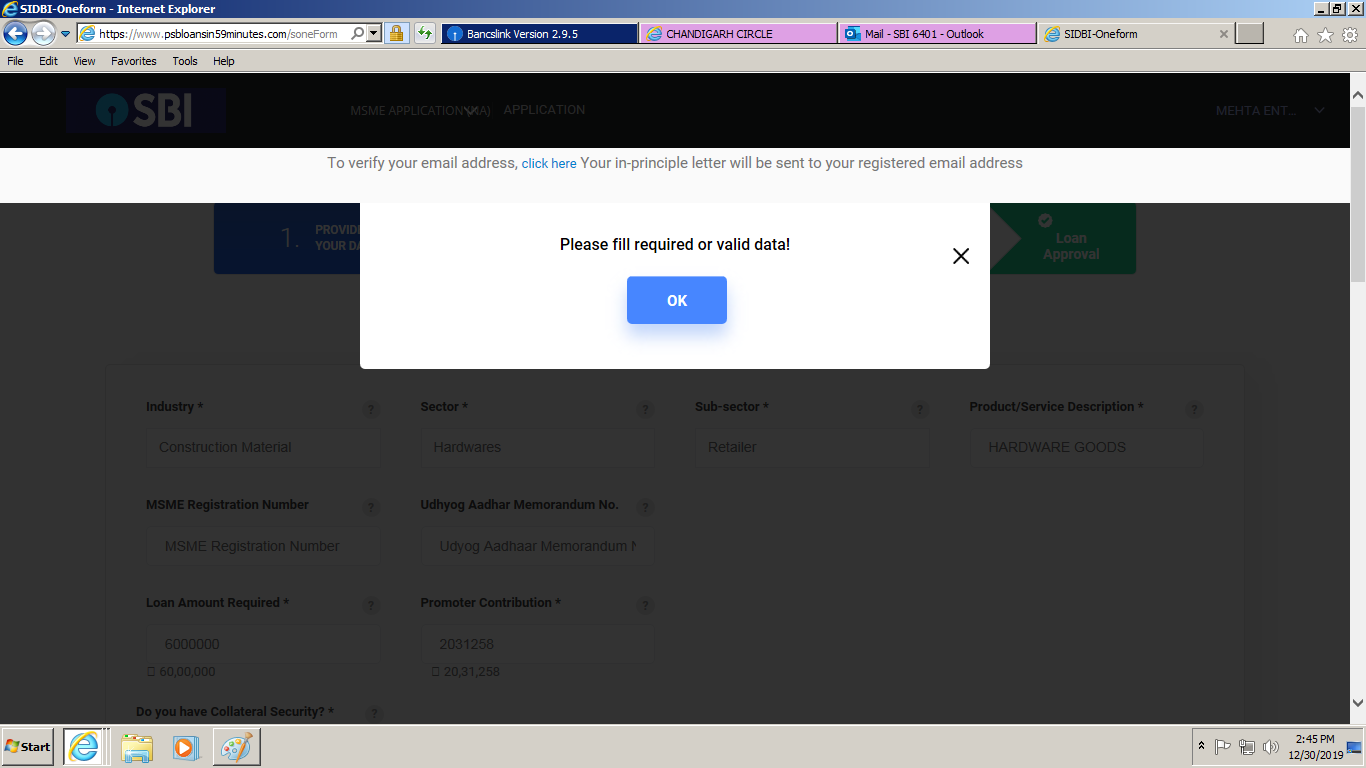 SIDBI-Oneform - Internet Explorer
https://www.psbloansin59minutes.com/soneForm
Bancslink Version 2.9.5
CHANDIGARH CIRCLE
Mail - SBI 6401 - Outlook
SIDBI-Oneform
File Edit View Favorites Tools Help
SBI
MSME APPLICATION (NA)
APPLICATION
MEHTA ENT...
To verify your email address, click here Your in-principle letter will be sent to your registered email address
1.
PROVIDE
YOUR DA
Please fill required or valid data!
OK
Loan
Approval
Industry * ?
Sector * ?
Sub-sector * ?
Product/Service Description * ?
Construction Material
Hardwares
Retailer
HARDWARE GOODS
MSME Registration Number ?
Udhyog Aadhar Memorandum No. ?
MSME Registration Number
Udyog Aadhaar Memorandum N
Loan Amount Required * ?
Promoter Contribution * ?
6000000
2031258
60,00,000
20,31,258
Do you have Collateral Security? * ?
Start
2:45 PM
12/30/2019